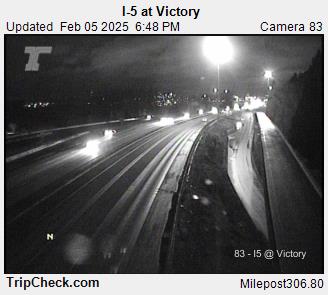 I-5 at Victory
Updated  Feb 05 2025  6:48 PM Camera 83
T
N
83 - I5 @ Victory
TripCheck.com Milepost306.80